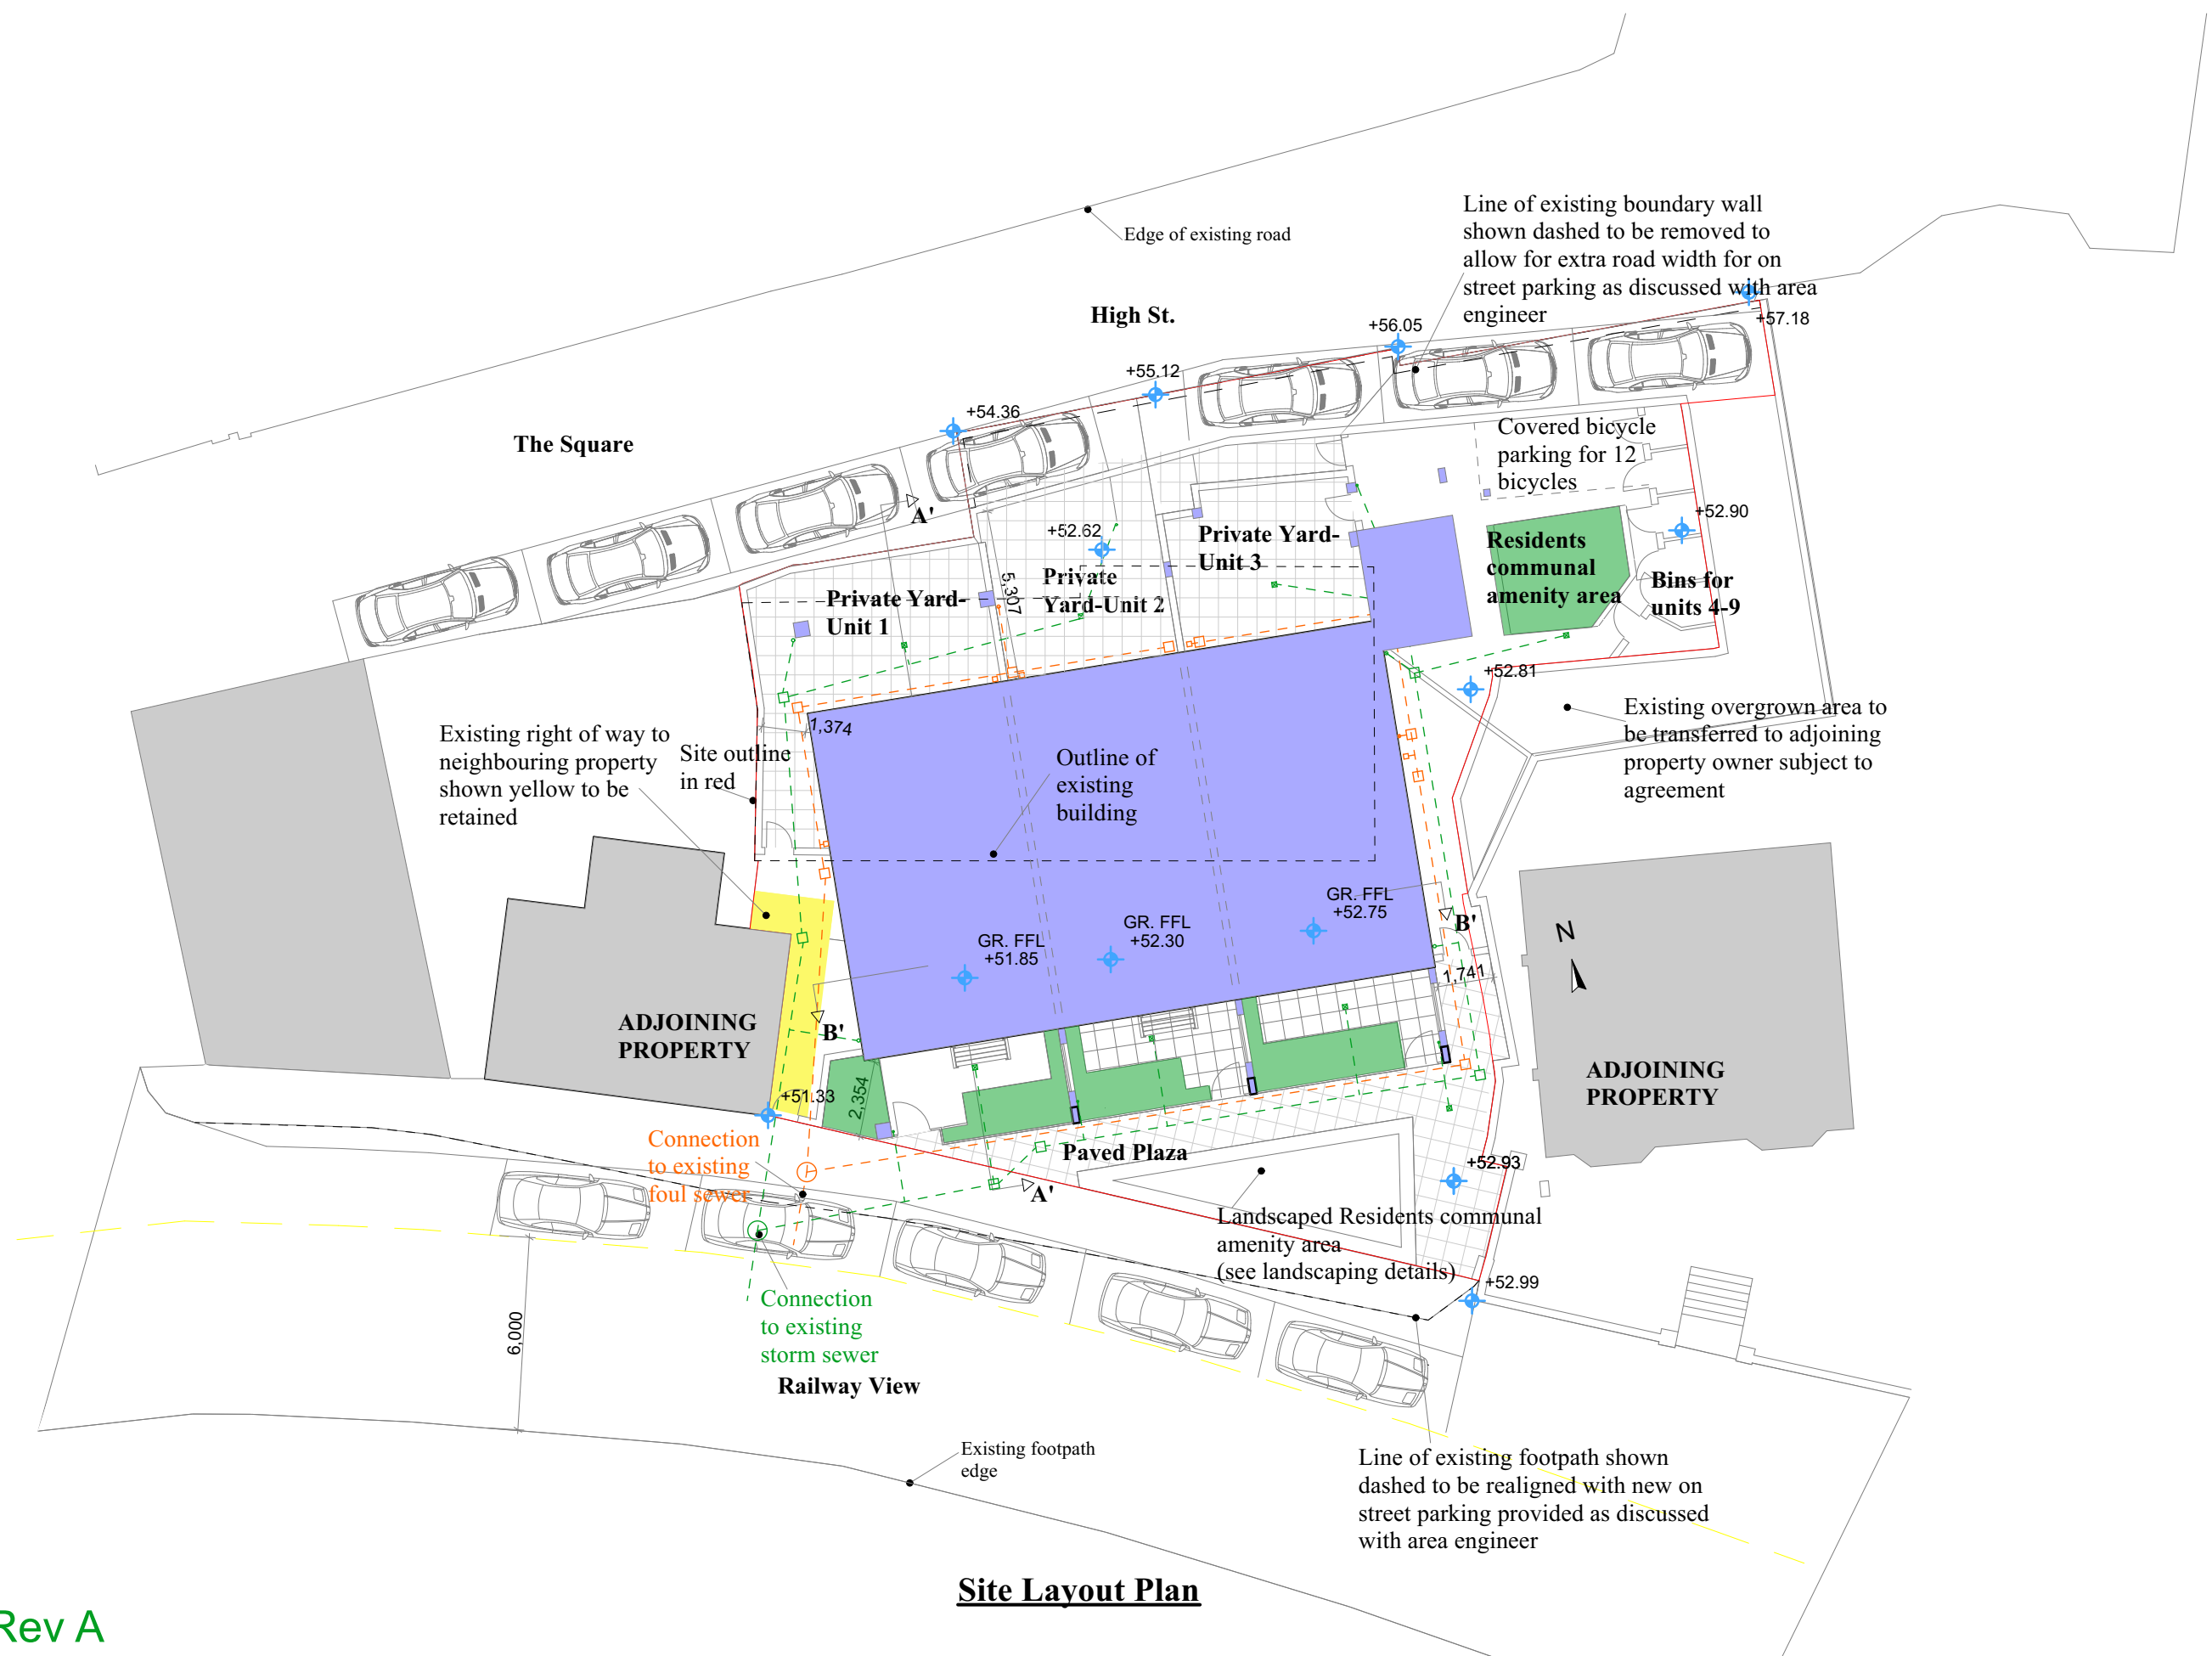 Line of existing boundary wall
shown dashed to be removed to
allow for extra road width for on
street parking as discussed with area
engineer
Edge of existing road
High St.
+57.18
+56.05
+55.12
+54.36
The Square
Covered bicycle
parking for 12
bicycles
A'
+52.90
+52.62
Private Yard-
Unit 3
Residents
communal
amenity area
Bins for
units 4-9
5,307
Private
Yard-Unit 2
Private Yard-
Unit 1
+52.81
1,374
Existing overgrown area to
be transferred to adjoining
property owner subject to
agreement
Existing right of way to
neighbouring property
shown yellow to be
retained
Site outline
in red
Outline of
existing
building
GR. FFL
+52.75
GR. FFL
+52.30
GR. FFL
+51.85
B'
N
1,741
ADJOINING
PROPERTY
B'
ADJOINING
PROPERTY
+51.33
2,354
Connection
to existing
foul sewer
Paved Plaza
+52.93
A'
Landscaped Residents communal
amenity area
(see landscaping details)
+52.99
Connection
to existing
storm sewer
6,000
Railway View
Existing footpath
edge
Line of existing footpath shown
dashed to be realigned with new on
street parking provided as discussed
with area engineer
Site Layout Plan
Rev A